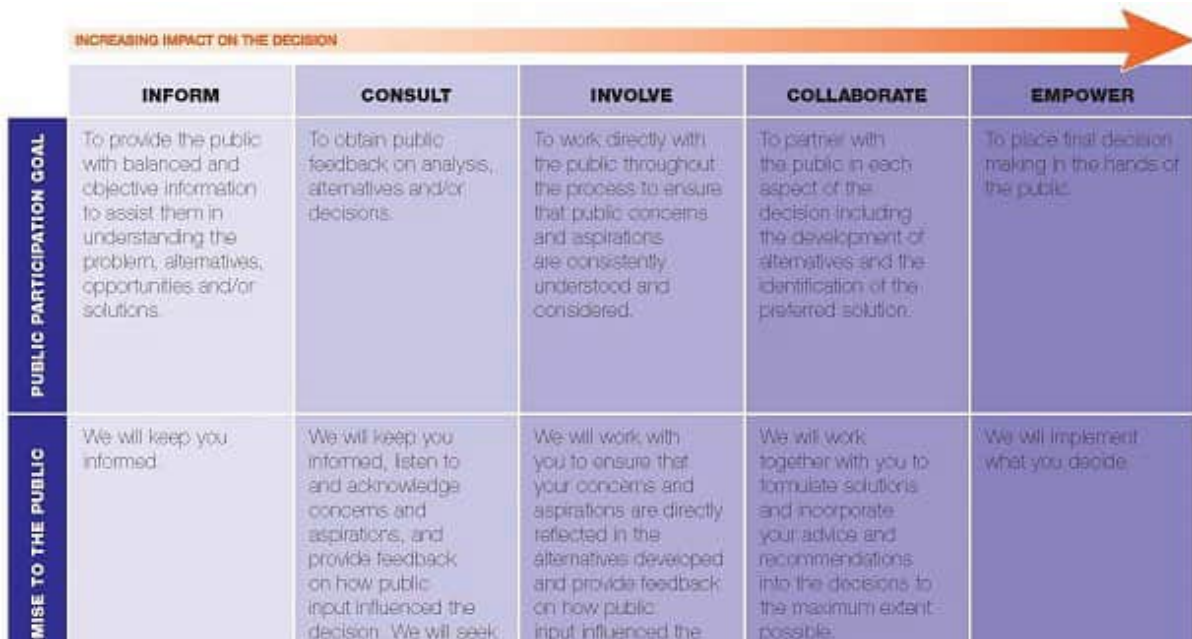 INCREASING IMPACT ON THE DECISION
INFORM
CONSULT
INVOLVE
COLLABORATE
EMPOWER
PUBLIC PARTICIPATION GOAL
To provide the public
with balanced and
objective information
to assist them in
understanding the
problem, alternatives,
opportunities and/or
solutions.
To obtain public
feedback on analysis,
alternatives and/or
decisions.
To work directly with
the public throughout
the process to ensure
that public concerns
and aspirations
are consistently
understood and
considered.
To partner with
the public in each
aspect of the
decision including
the development of
alternatives and the
identification of the
preferred solution.
To place final decision
making in the hands of
the public.
MISE TO THE PUBLIC
We will keep you
informed.
We will keep you
informed, listen to
and acknowledge
concerns and
aspirations, and
provide feedback
on how public
input influenced the
decision. We will seek
We will work with
you to ensure that
your concerns and
aspirations are directly
reflected in the
alternatives developed
and provide feedback
on how public
input influenced the
We will work
together with you to
formulate solutions
and incorporate
your advice and
recommendations
into the decisions to
the maximum extent
possible.
We will implement
what you decide.